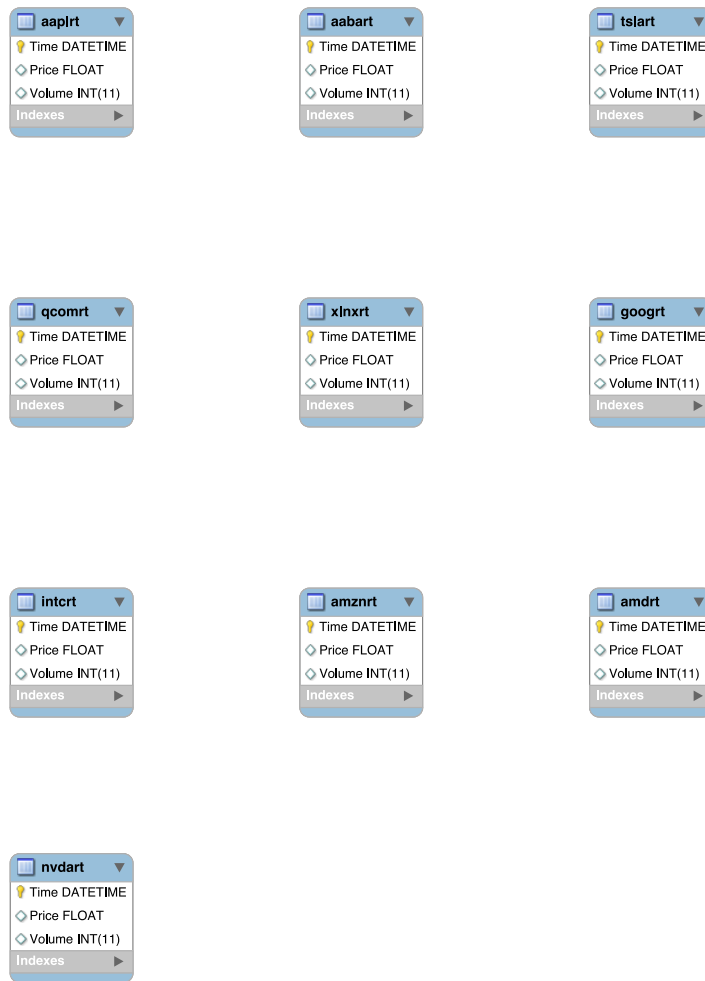 aaplrt
Time DATETIME
Price FLOAT
Volume INT(11)
Indexes
aabart
Time DATETIME
Price FLOAT
Volume INT(11)
Indexes
tslart
Time DATETIME
Price FLOAT
Volume INT(11)
Indexes
qcomrt
Time DATETIME
Price FLOAT
Volume INT(11)
Indexes
xlnxrt
Time DATETIME
Price FLOAT
Volume INT(11)
Indexes
googrt
Time DATETIME
Price FLOAT
Volume INT(11)
Indexes
intcrt
Time DATETIME
Price FLOAT
Volume INT(11)
Indexes
amznrt
Time DATETIME
Price FLOAT
Volume INT(11)
Indexes
amdrt
Time DATETIME
Price FLOAT
Volume INT(11)
Indexes
nvdart
Time DATETIME
Price FLOAT
Volume INT(11)
Indexes